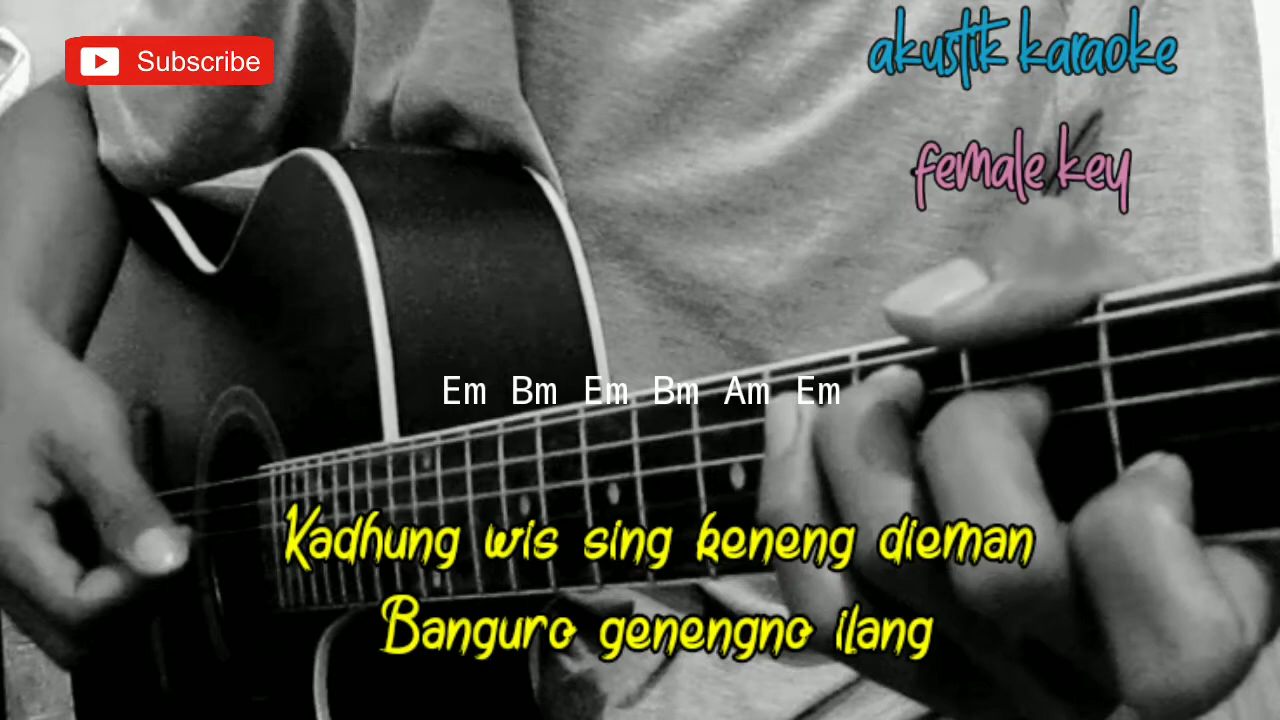 Subscribe
akustik karaoke
female key
Em Bm Em Bm Am Em
Kadhung wis sing keneng dieman
Banguro genengno ilang